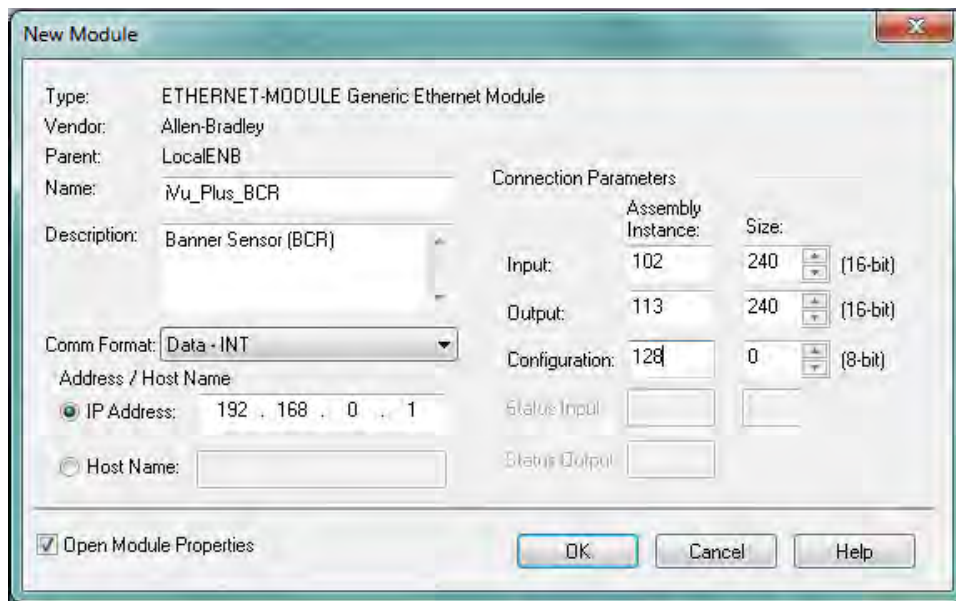 New Module
Type: ETHERNET-MODULE Generic Ethernet Module
Vendor: Allen-Bradley
Parent: LocalENB
Name: iVu_Plus_BCR
Description: Banner Sensor (BCR)
Comm Format: Data - INT
Address / Host Name
IP Address: 192 . 168 . 0 . 1
Host Name:
Connection Parameters
Assembly Instance: Size:
Input: 102 240 (16-bit)
Output: 113 240 (16-bit)
Configuration: 128 0 (8-bit)
Status Input
Status Output
Open Module Properties
OK Cancel Help